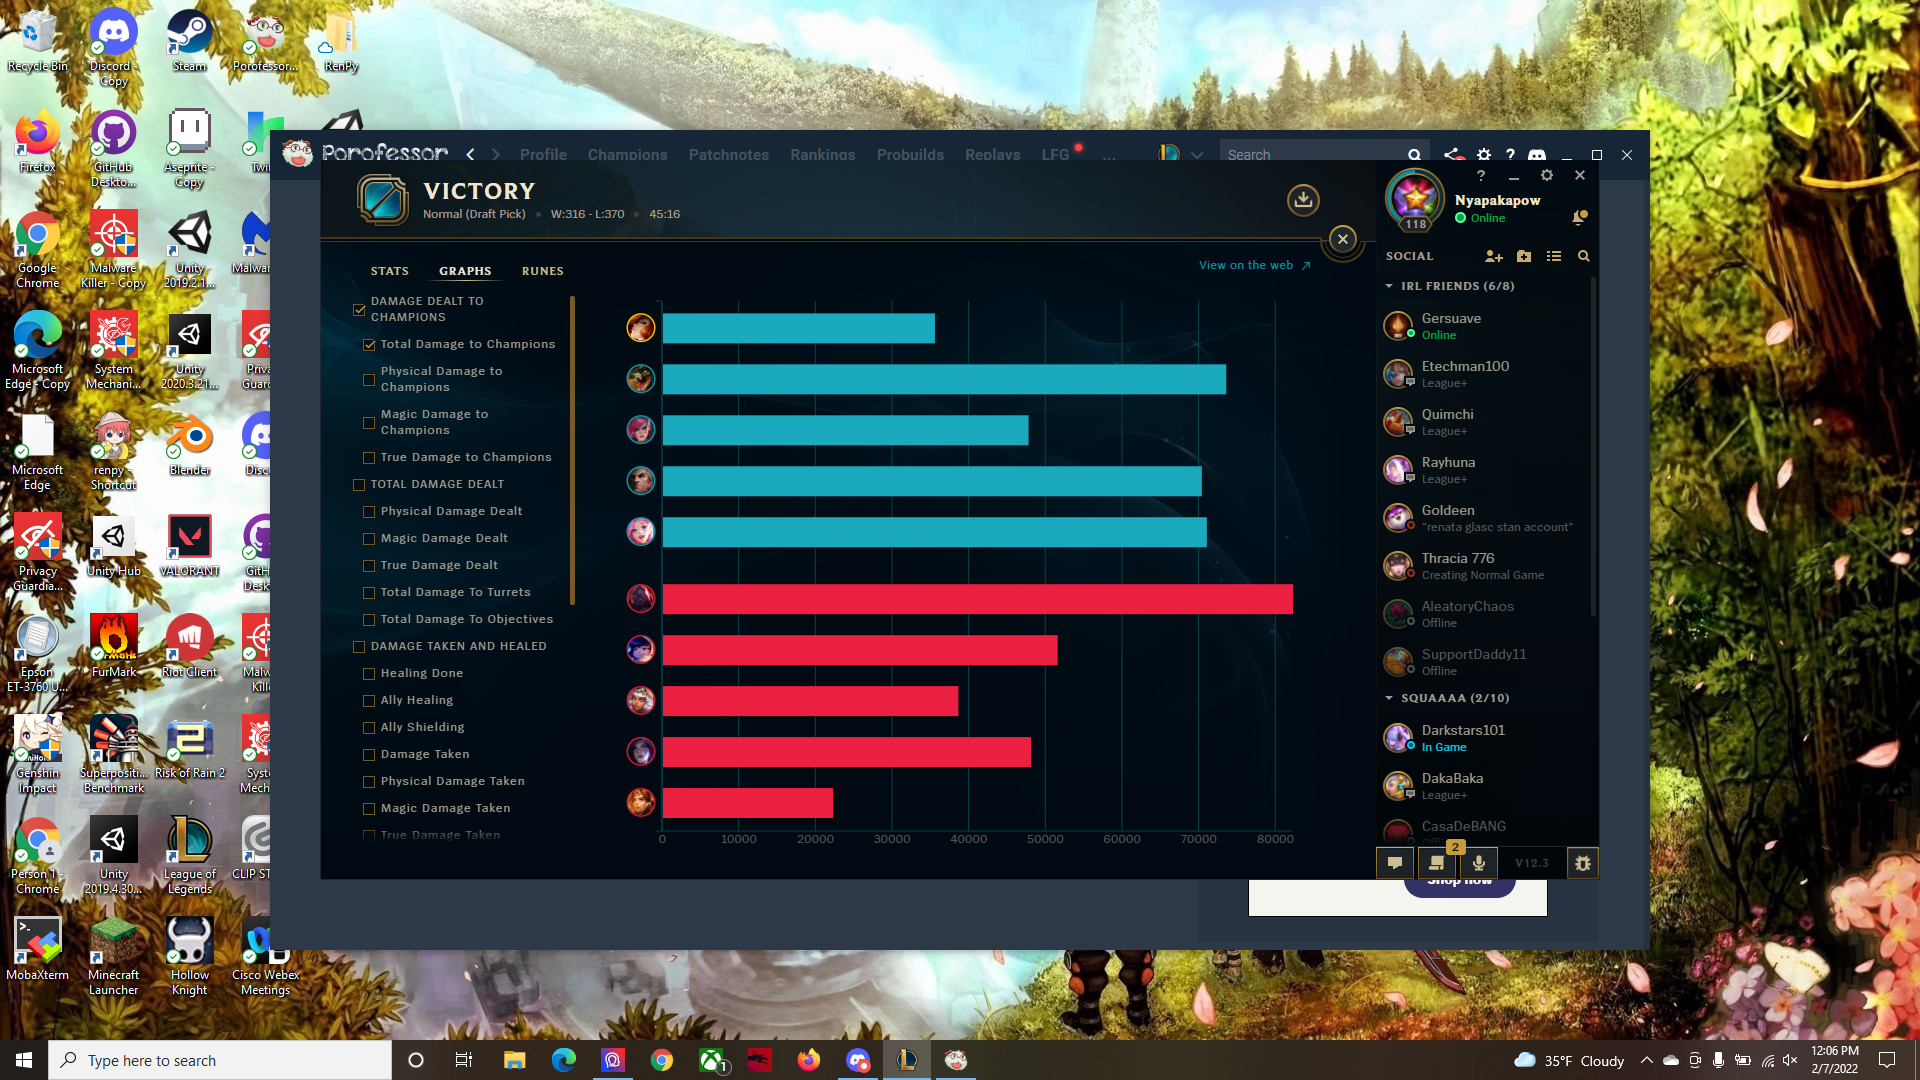 Recycle Bin
Discord - Copy
Steam
Porofessor...
RenPy
Firefox
GitHub Deskto...
Aseprite - Copy
Google Chrome
Malware Killer - Copy
Unity 2019.2.1...
Microsoft Edge - Copy
System Mechani...
Unity 2020.3.21...
Microsoft Edge
renpy - Shortcut
Blender
Privacy Guardia...
Unity Hub
VALORANT
Epson ET-3760 U...
FurMark
Riot Client
Genshin Impact
Superpositi... Benchmark
Risk of Rain 2
Person 1 - Chrome
Unity 2019.4.30...
League of Legends
MobaXterm
Minecraft Launcher
Hollow Knight
Cisco Webex Meetings
Porofessor
Profile
Champions
Patchnotes
Rankings
Probuilds
Replays
LFG
...
Search
VICTORY
Normal (Draft Pick) • W:316 - L:370 • 45:16
STATS
GRAPHS
RUNES
View on the web
DAMAGE DEALT TO
CHAMPIONS
Total Damage to Champions
Physical Damage to
Champions
Magic Damage to
Champions
True Damage to Champions
TOTAL DAMAGE DEALT
Physical Damage Dealt
Magic Damage Dealt
True Damage Dealt
Total Damage To Turrets
Total Damage To Objectives
DAMAGE TAKEN AND HEALED
Healing Done
Ally Healing
Ally Shielding
Damage Taken
Physical Damage Taken
Magic Damage Taken
True Damage Taken
0 10000 20000 30000 40000 50000 60000 70000 80000
118
Nyapakapow
Online
SOCIAL
IRL FRIENDS (6/8)
Gersuave
Online
Etechman100
League+
Quimchi
League+
Rayhuna
League+
Goldeen
"renata glasc stan account"
Thracia 776
Creating Normal Game
AleatoryChaos
Offline
SupportDaddy11
Offline
SQUAAAA (2/10)
Darkstars101
In Game
DakaBaka
League+
CasaDeBANG
2
V12.3
Shop now
Type here to search
1
35°F Cloudy
12:06 PM
2/7/2022